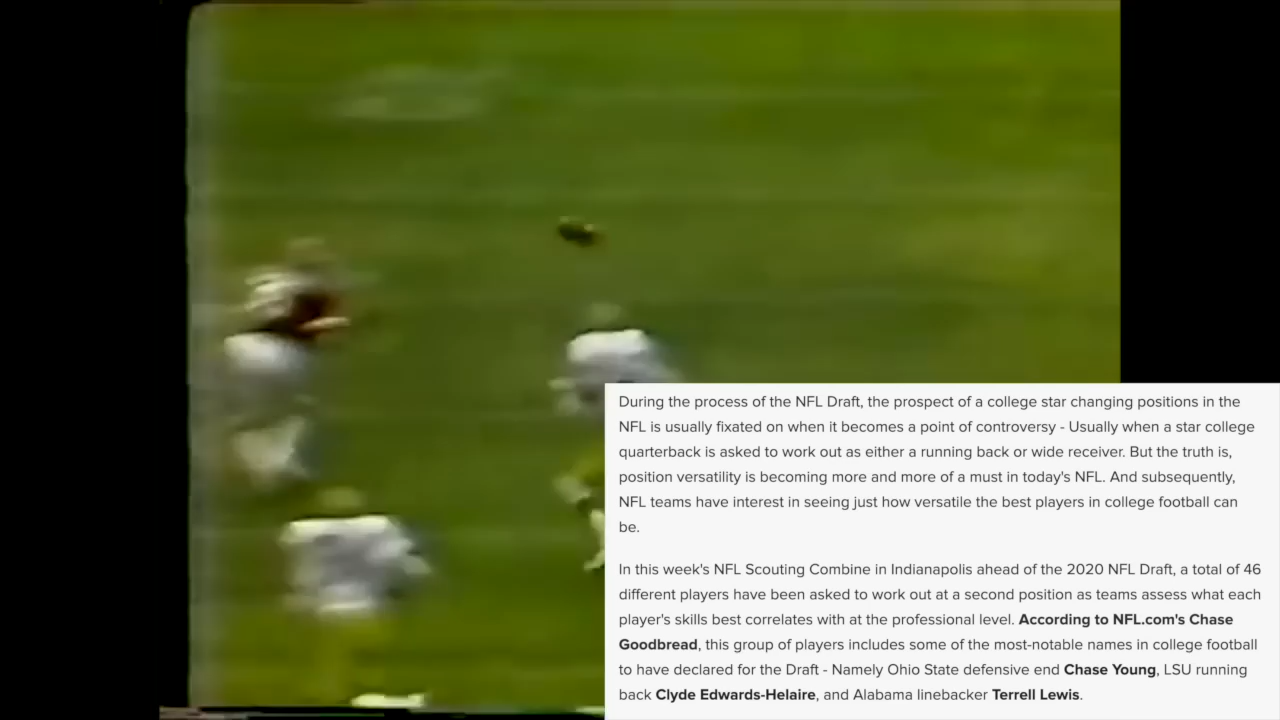 During the process of the NFL Draft, the prospect of a college star changing positions in the
NFL is usually fixated on when it becomes a point of controversy - Usually when a star college
quarterback is asked to work out as either a running back or wide receiver. But the truth is,
position versatility is becoming more and more of a must in today's NFL. And subsequently,
NFL teams have interest in seeing just how versatile the best players in college football can
be.
In this week's NFL Scouting Combine in Indianapolis ahead of the 2020 NFL Draft, a total of 46
different players have been asked to work out at a second position as teams assess what each
player's skills best correlates with at the professional level. According to NFL.com's Chase
Goodbread, this group of players includes some of the most-notable names in college football
to have declared for the Draft - Namely Ohio State defensive end Chase Young, LSU running
back Clyde Edwards-Helaire, and Alabama linebacker Terrell Lewis.